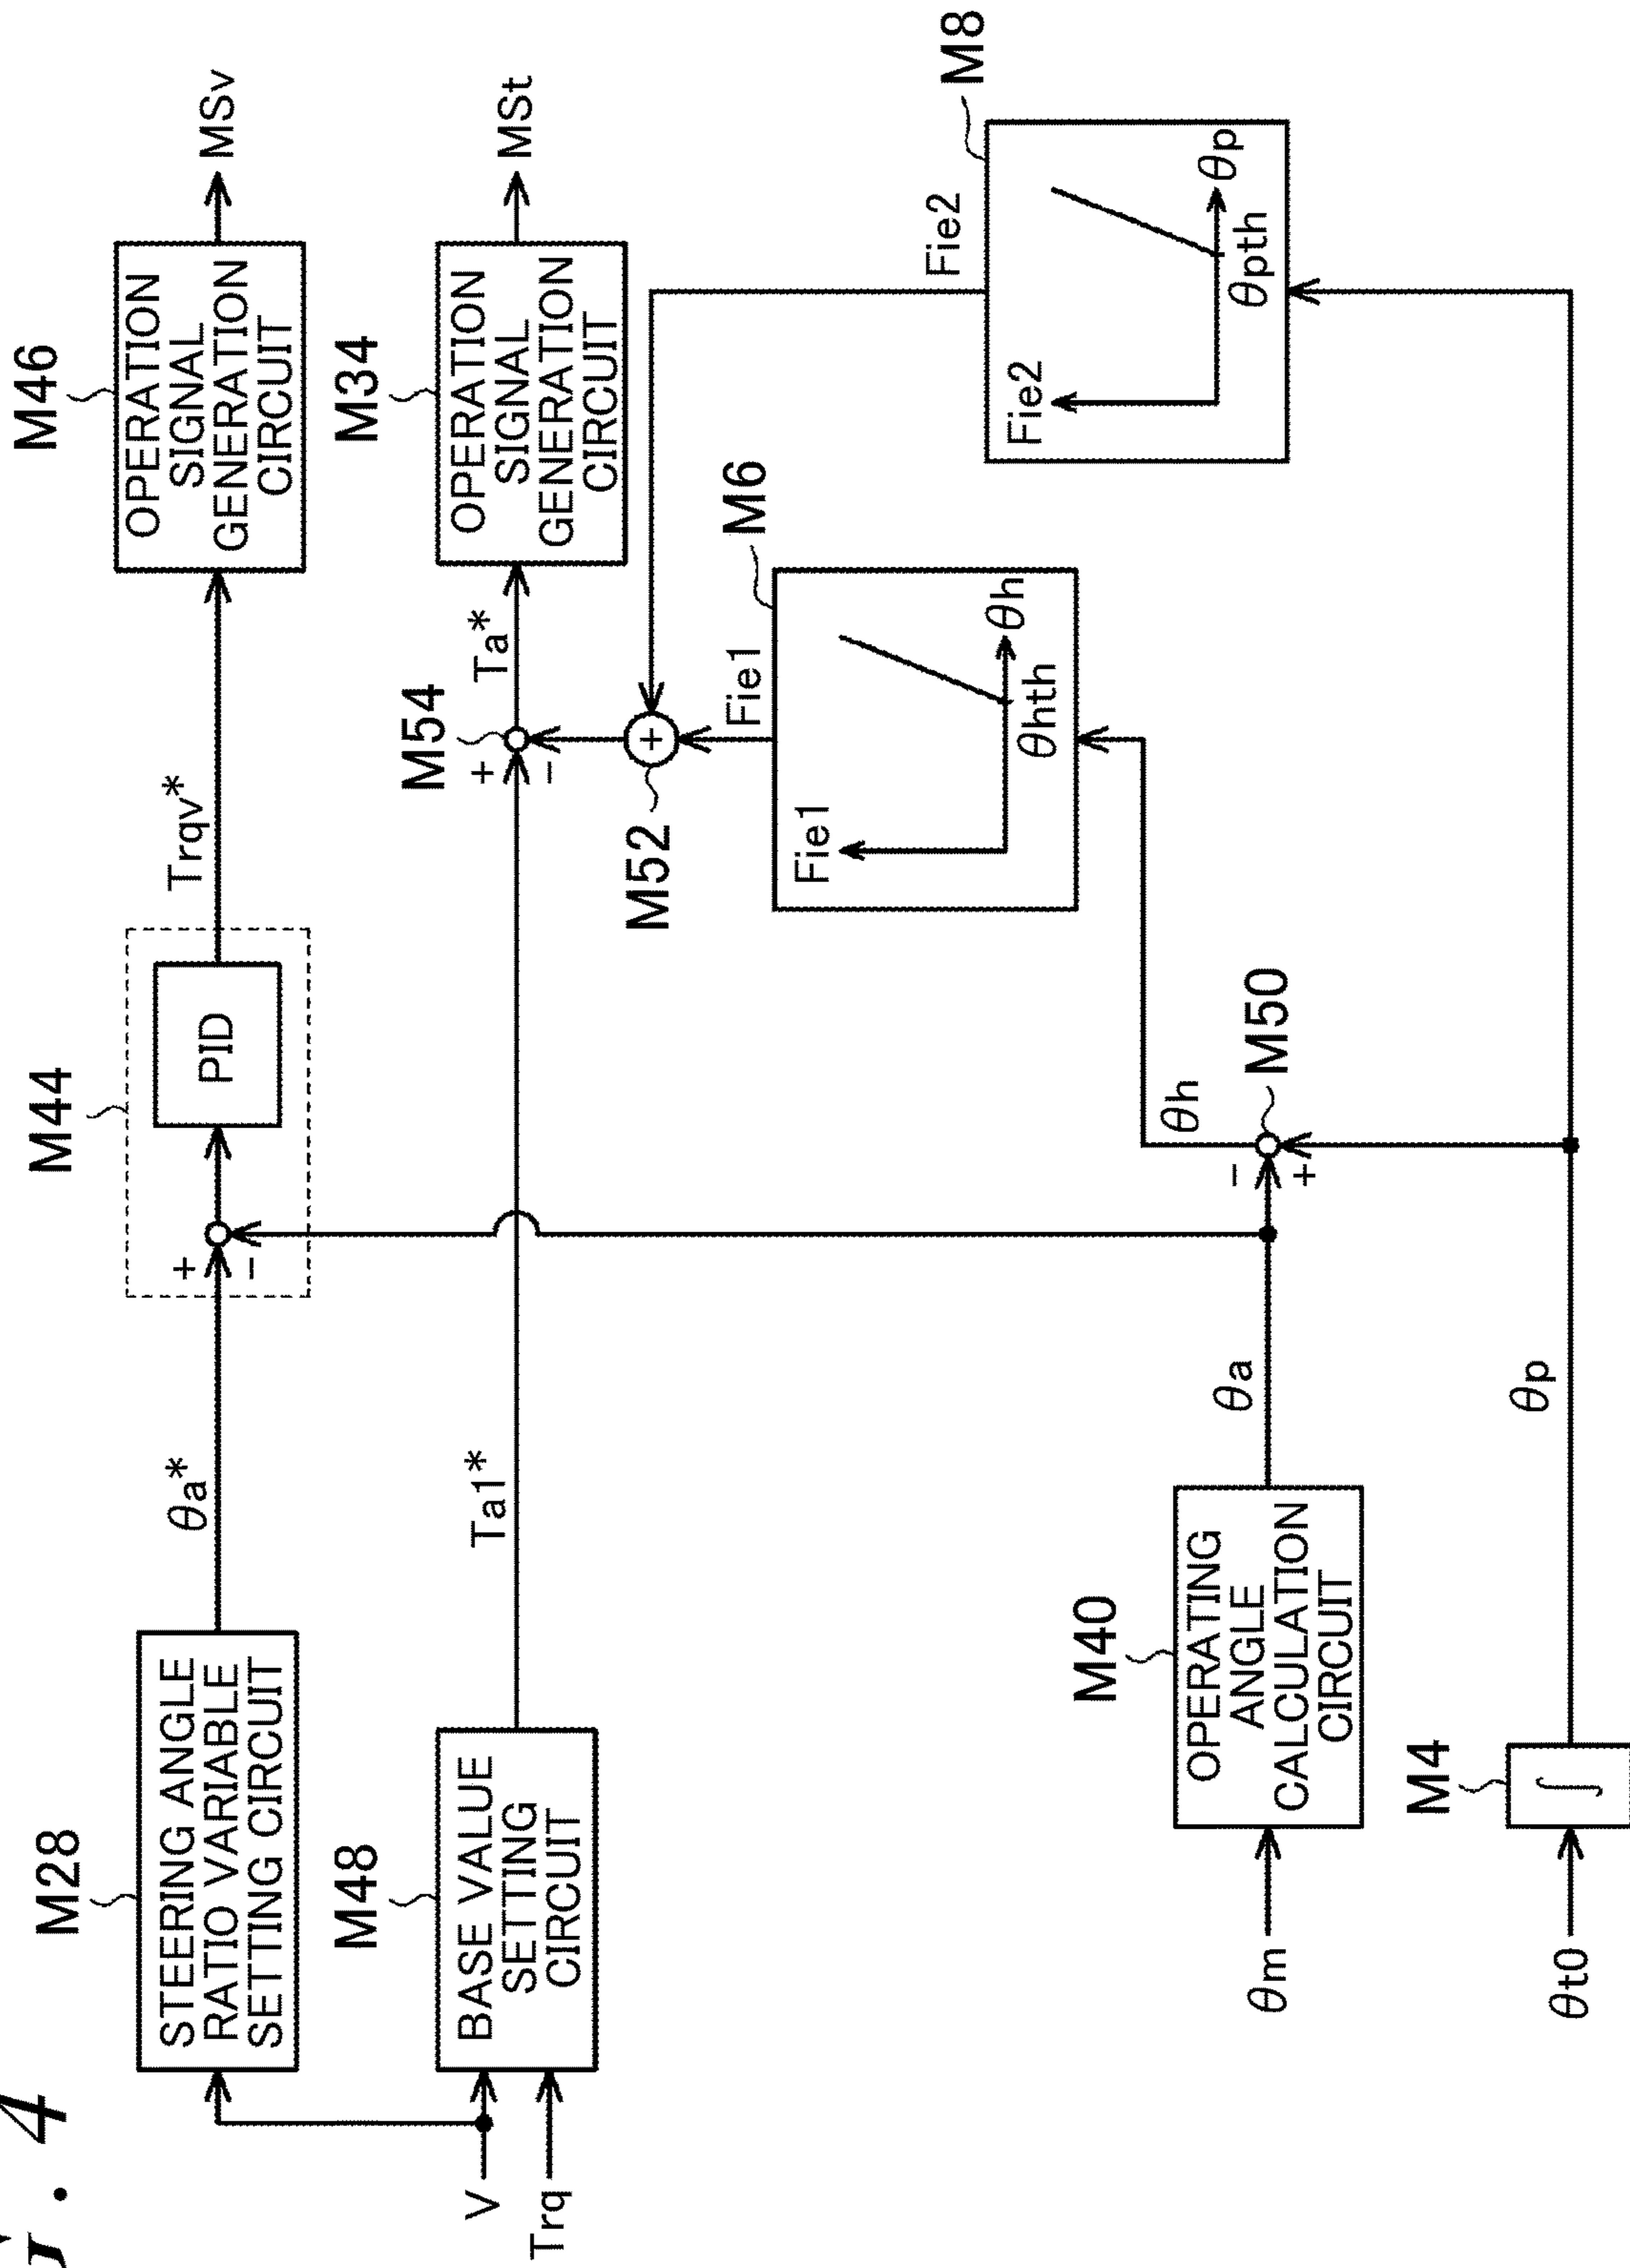 . 4
M28
STEERING ANGLE
RATIO VARIABLE
SETTING CIRCUIT
θa*
M44
+
-
PID
Trqv*
M46
OPERATION
SIGNAL
GENERATION
CIRCUIT
MSv
V
Trq
M48
BASE VALUE
SETTING
CIRCUIT
Ta1*
M54
+
-
Ta*
M34
OPERATION
SIGNAL
GENERATION
CIRCUIT
MSt
M52
+
Fie1
M6
Fie1
θhth
θh
Fie2
M8
Fie2
θpth
θp
θm
M40
OPERATING
ANGLE
CALCULATION
CIRCUIT
θa
-
+
θh
M50
θt0
M4
∫
θp